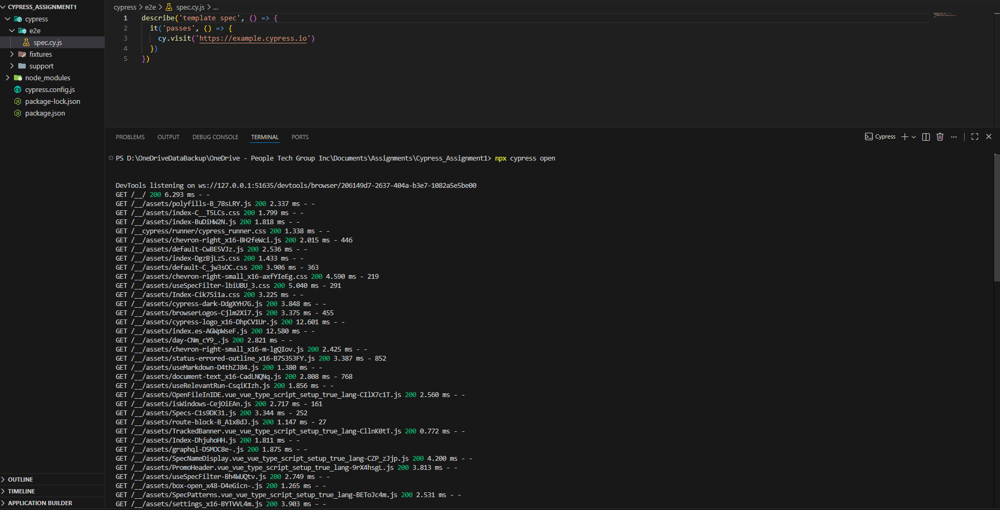 CYPRESS_ASSIGNMENT1
cypress
e2e
spec.cy.js
fixtures
support
node_modules
cypress.config.js
package-lock.json
package.json
OUTLINE
TIMELINE
APPLICATION BUILDER
cypress > e2e > spec.cy.js > ...
1 describe('template spec', () => {
2 it('passes', () => {
3 cy.visit('https://example.cypress.io')
4 })
5 })
PROBLEMS OUTPUT DEBUG CONSOLE TERMINAL PORTS
Cypress
PS D:\OneDriveDataBackup\OneDrive - People Tech Group Inc\Documents\Assignments\Cypress_Assignment1> npx cypress open
DevTools listening on ws://127.0.0.1:51635/devtools/browser/206149d7-2637-404a-b3e7-1082a5e5be00
GET /__/ 200 6.293 ms - -
GET /__/assets/polyfills-B_78sLRY.js 200 2.337 ms - -
GET /__/assets/index-C__T5LCs.css 200 1.799 ms - -
GET /__/assets/index-BuDiHW2N.js 200 1.818 ms - -
GET /__cypress/runner/cypress_runner.css 200 1.338 ms - -
GET /__/assets/chevron-right_x16-BH2feWci.js 200 2.015 ms - 446
GET /__/assets/default-CwBE5VJz.js 200 2.536 ms - -
GET /__/assets/index-DgzBjLzS.css 200 1.433 ms - -
GET /__/assets/default-C_jw3sOC.css 200 3.906 ms - 363
GET /__/assets/chevron-right-small_x16-axfYIeEg.css 200 4.590 ms - 219
GET /__/assets/useSpecFilter-lbiUBU_3.css 200 5.040 ms - 291
GET /__/assets/Index-Cik7Si1a.css 200 3.225 ms - -
GET /__/assets/cypress-dark-DdgXYH7G.js 200 3.848 ms - -
GET /__/assets/browserLogos-Cjlm2Xi7.js 200 3.375 ms - 455
GET /__/assets/cypress-logo_x16-DhpCV1Ur.js 200 12.601 ms - -
GET /__/assets/index.es-AGWpWseF.js 200 12.580 ms - -
GET /__/assets/day-CNm_cY9_.js 200 2.821 ms - -
GET /__/assets/chevron-right-small_x16-m-lgQIov.js 200 2.425 ms - -
GET /__/assets/status-errored-outline_x16-B7S353FY.js 200 3.387 ms - 852
GET /__/assets/useMarkdown-D4thZJ84.js 200 1.380 ms - -
GET /__/assets/document-text_x16-CadLNQNq.js 200 2.808 ms - 768
GET /__/assets/useRelevantRun-CsqiKIzh.js 200 1.856 ms - -
GET /__/assets/OpenFileInIDE.vue_vue_type_script_setup_true_lang-CIlX7c1T.js 200 2.560 ms - -
GET /__/assets/isWindows-CejOiEAn.js 200 2.717 ms - 161
GET /__/assets/Specs-C1s9DK31.js 200 3.344 ms - 252
GET /__/assets/route-block-B_A1xBdJ.js 200 1.147 ms - 27
GET /__/assets/TrackedBanner.vue_vue_type_script_setup_true_lang-CllnK0tT.js 200 0.772 ms - -
GET /__/assets/Index-DhjuhoHH.js 200 1.811 ms - -
GET /__/assets/graphql-D5MOC8e-.js 200 1.875 ms - -
GET /__/assets/SpecNameDisplay.vue_vue_type_script_setup_true_lang-CZP_zJjp.js 200 4.200 ms - -
GET /__/assets/PromoHeader.vue_vue_type_script_setup_true_lang-9rX4hsgL.js 200 3.813 ms - -
GET /__/assets/useSpecFilter-Bh4WUQtv.js 200 2.749 ms - -
GET /__/assets/box-open_x48-D4eGicn-.js 200 1.265 ms - -
GET /__/assets/SpecPatterns.vue_vue_type_script_setup_true_lang-BEToJc4m.js 200 2.531 ms - -
GET /__/assets/settings_x16-BYTVVL4m.js 200 3.903 ms - -